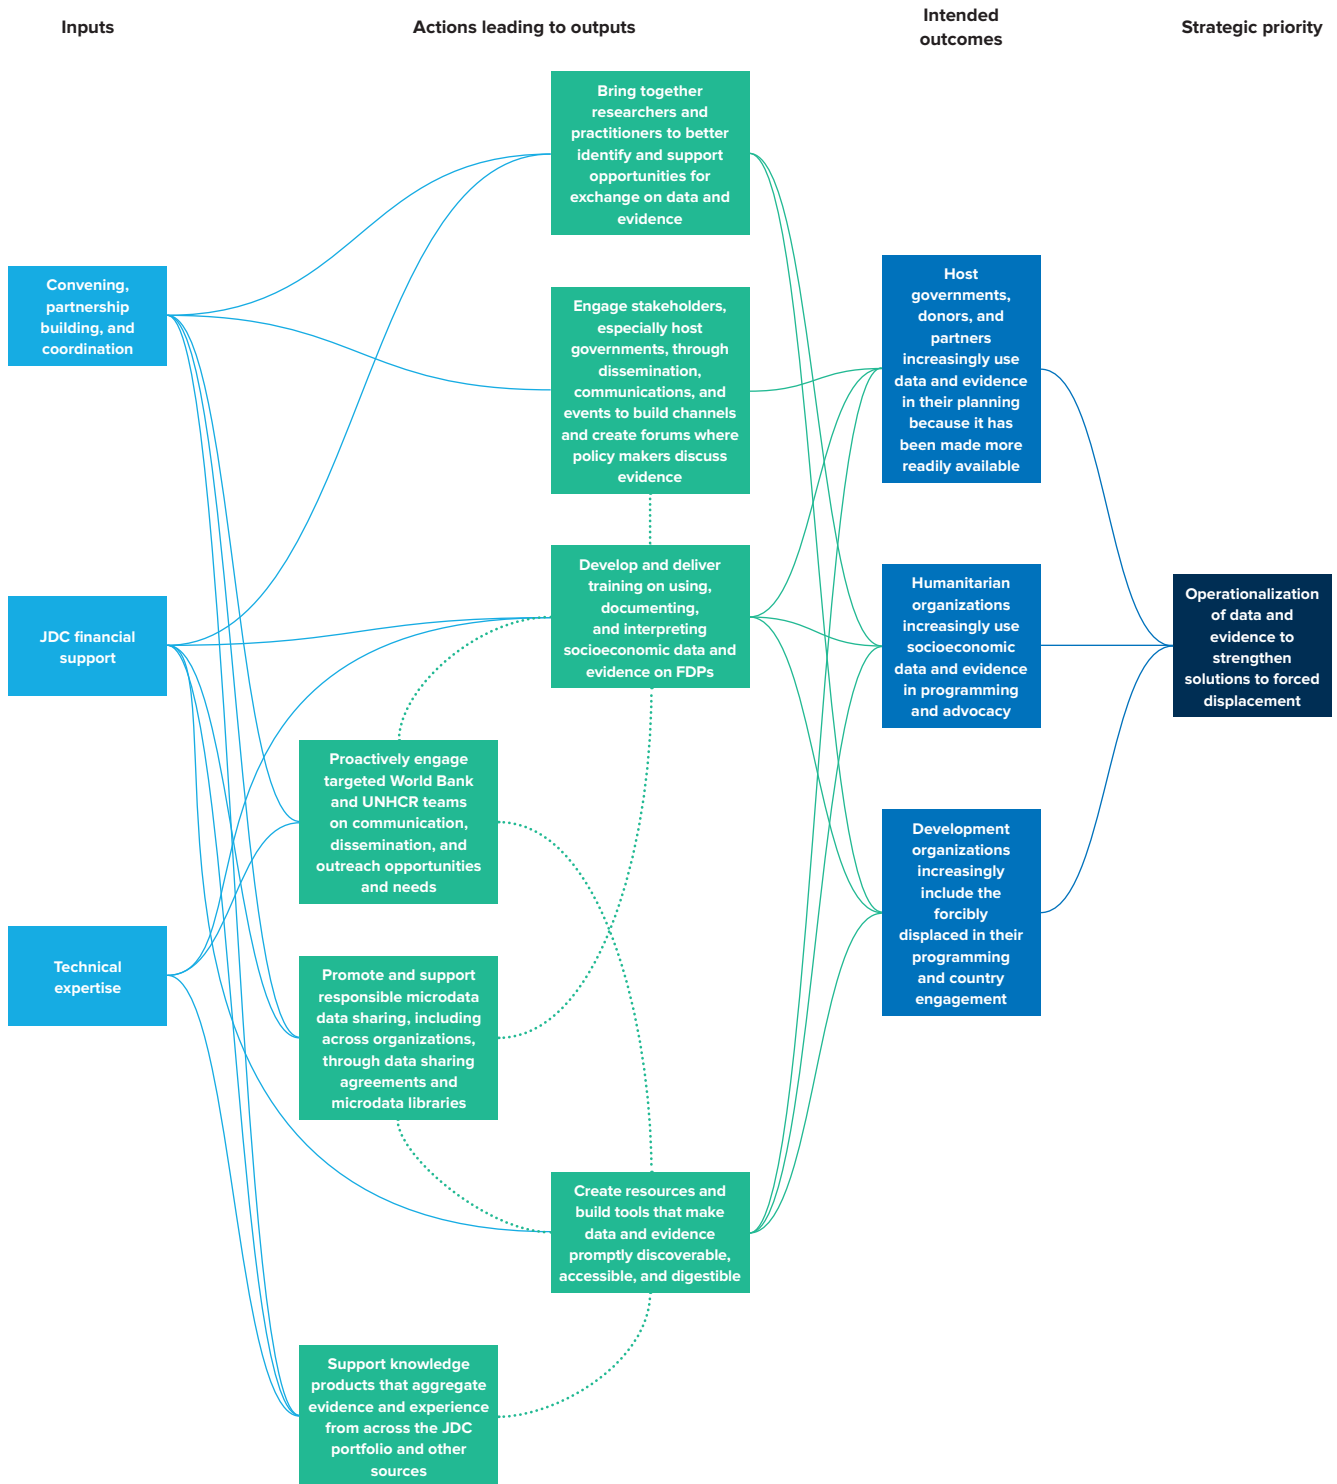 Inputs
Actions leading to outputs
Intended
outcomes
Strategic priority
Bring together
researchers and
practitioners to better
identify and support
opportunities for
exchange on data and
evidence
Convening,
partnership
building, and
coordination
Engage stakeholders,
especially host
governments, through
dissemination,
communications, and
events to build channels
and create forums where
policy makers discuss
evidence
Host
governments,
donors, and
partners
increasingly use
data and evidence
in their planning
because it has
been made more
readily available
JDC financial
support
Develop and deliver
training on using,
documenting,
and interpreting
socioeconomic data and
evidence on FDPs
Humanitarian
organizations
increasingly use
socioeconomic
data and evidence
in programming
and advocacy
Operationalization
of data and
evidence to
strengthen
solutions to forced
displacement
Proactively engage
targeted World Bank
and UNHCR teams
on communication,
dissemination, and
outreach opportunities
and needs
Development
organizations
increasingly
include the
forcibly
displaced in their
programming
and country
engagement
Technical
expertise
Promote and support
responsible microdata
data sharing, including
across organizations,
through data sharing
agreements and
microdata libraries
Create resources and
build tools that make
data and evidence
promptly discoverable,
accessible, and digestible
Support knowledge
products that aggregate
evidence and experience
from across the JDC
portfolio and other
sources